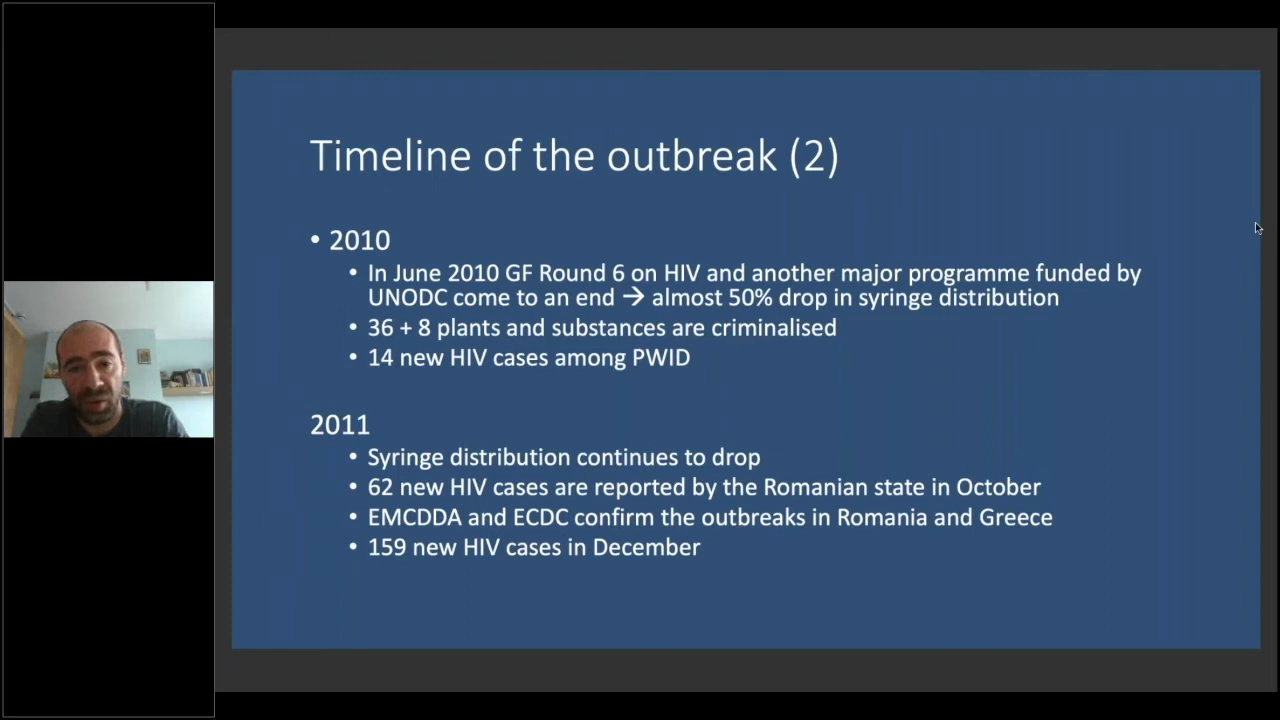 Timeline of the outbreak (2)
• 2010
• In June 2010 GF Round 6 on HIV and another major programme funded by
UNODC come to an end → almost 50% drop in syringe distribution
• 36 + 8 plants and substances are criminalised
• 14 new HIV cases among PWID
2011
• Syringe distribution continues to drop
• 62 new HIV cases are reported by the Romanian state in October
• EMCDDA and ECDC confirm the outbreaks in Romania and Greece
• 159 new HIV cases in December